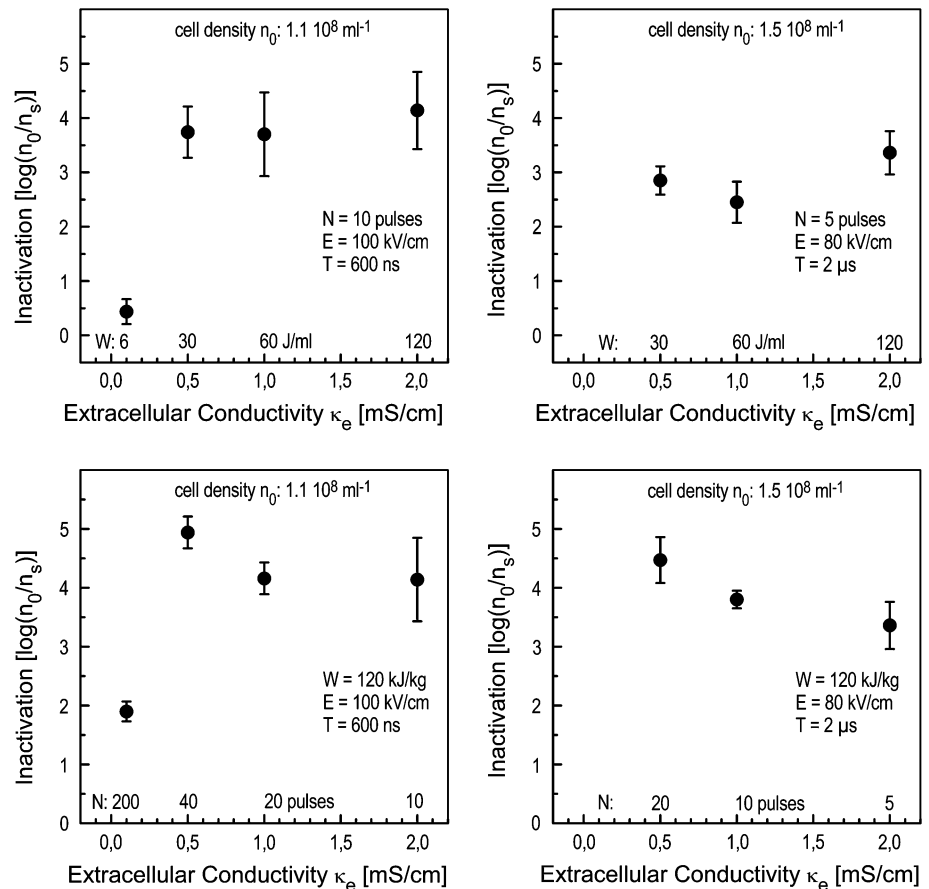 cell density n₀: 1.1 10⁸ ml⁻¹
5
4
3
2
1
0
Inactivation [log(n₀/nₛ)]
N = 10 pulses
E = 100 kV/cm
T = 600 ns
W: 6 30 60 J/ml 120
0,0 0,5 1,0 1,5 2,0
Extracellular Conductivity κₑ [mS/cm]
cell density n₀: 1.5 10⁸ ml⁻¹
5
4
3
2
1
0
Inactivation [log(n₀/nₛ)]
N = 5 pulses
E = 80 kV/cm
T = 2 µs
W: 30 60 J/ml 120
0,0 0,5 1,0 1,5 2,0
Extracellular Conductivity κₑ [mS/cm]
cell density n₀: 1.1 10⁸ ml⁻¹
5
4
3
2
1
0
Inactivation [log(n₀/nₛ)]
W = 120 kJ/kg
E = 100 kV/cm
T = 600 ns
N: 200 40 20 pulses 10
0,0 0,5 1,0 1,5 2,0
Extracellular Conductivity κₑ [mS/cm]
cell density n₀: 1.5 10⁸ ml⁻¹
5
4
3
2
1
0
Inactivation [log(n₀/nₛ)]
W = 120 kJ/kg
E = 80 kV/cm
T = 2 µs
N: 20 10 pulses 5
0,0 0,5 1,0 1,5 2,0
Extracellular Conductivity κₑ [mS/cm]